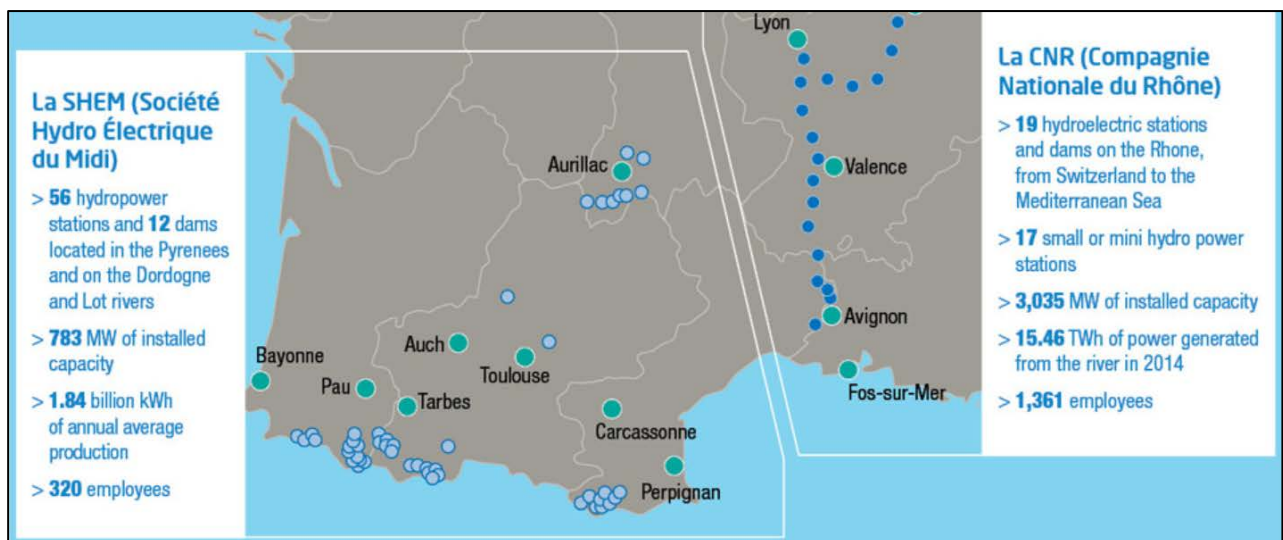 La SHEM (Société
Hydro Électrique
du Midi)
> 56 hydropower
stations and 12 dams
located in the Pyrenees
and on the Dordogne
and Lot rivers
> 783 MW of installed
capacity
> 1.84 billion kWh
of annual average
production
> 320 employees
Lyon
Aurillac
Valence
Avignon
Auch
Toulouse
Bayonne
Pau
Tarbes
Fos-sur-Mer
Carcassonne
Perpignan
La CNR (Compagnie
Nationale du Rhône)
> 19 hydroelectric stations
and dams on the Rhone,
from Switzerland to the
Mediterranean Sea
> 17 small or mini hydro power
stations
> 3,035 MW of installed capacity
> 15.46 TWh of power generated
from the river in 2014
> 1,361 employees